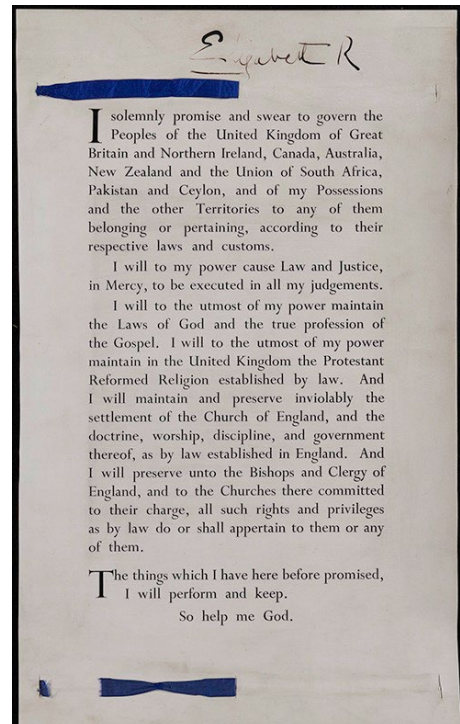 Elizabeth R
I solemnly promise and swear to govern the
Peoples of the United Kingdom of Great
Britain and Northern Ireland, Canada, Australia,
New Zealand and the Union of South Africa,
Pakistan and Ceylon, and of my Possessions
and the other Territories to any of them
belonging or pertaining, according to their
respective laws and customs.
I will to my power cause Law and Justice,
in Mercy, to be executed in all my judgements.
I will to the utmost of my power maintain
the Laws of God and the true profession of
the Gospel. I will to the utmost of my power
maintain in the United Kingdom the Protestant
Reformed Religion established by law. And
I will maintain and preserve inviolably the
settlement of the Church of England, and the
doctrine, worship, discipline, and government
thereof, as by law established in England. And
I will preserve unto the Bishops and Clergy of
England, and to the Churches there committed
to their charge, all such rights and privileges
as by law do or shall appertain to them or any
of them.
The things which I have here before promised,
I will perform and keep.
So help me God.